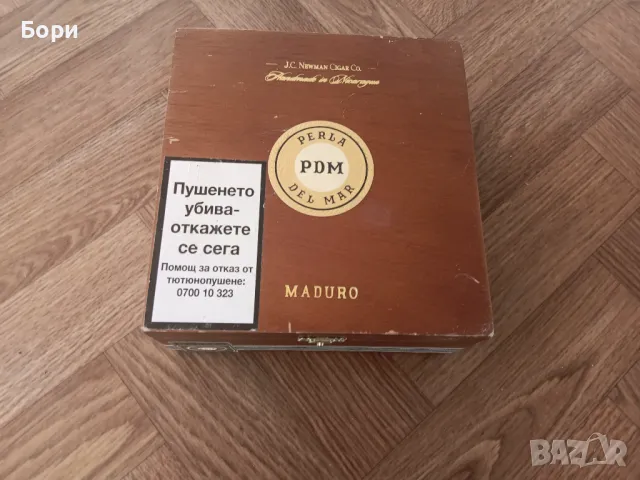 Бори
J.C. NEWMAN CIGAR CO.
Handmade in Nicaragua
PERLA
PDM
DEL MAR
Пушенето
убива-
откажете
се сега
Помощ за отказ от
тютюнопушене:
0700 10 323
MADURO
BAZAR